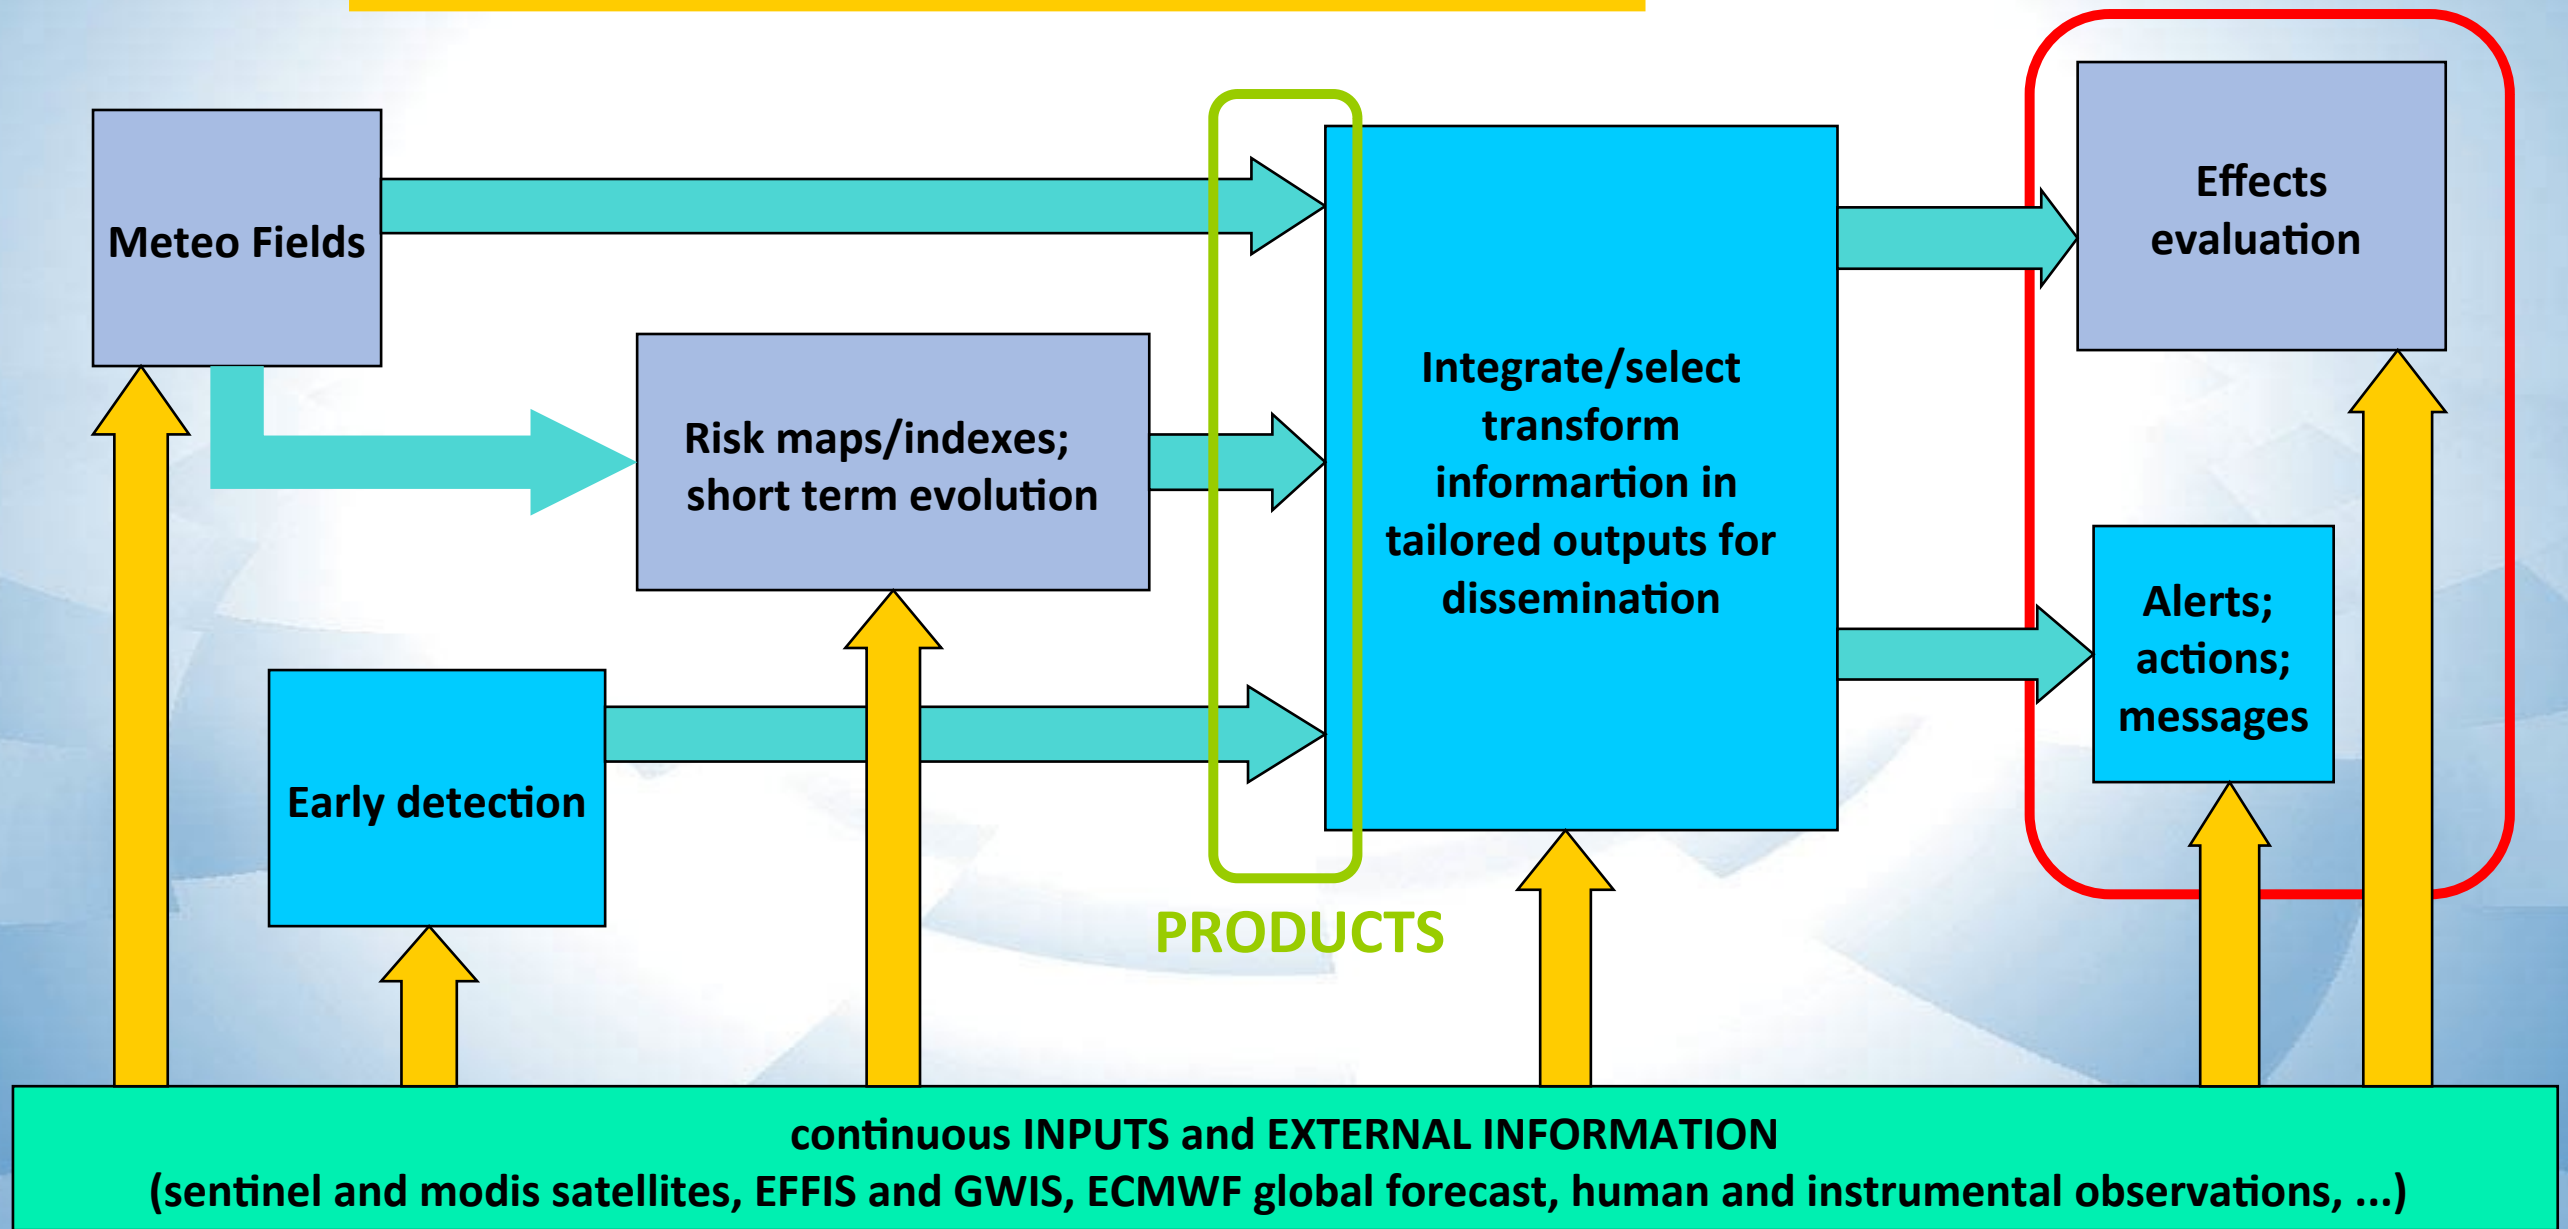 Meteo Fields
Risk maps/indexes;
short term evolution
Early detection
PRODUCTS
Integrate/select
transform
informartion in
tailored outputs for
dissemination
Effects
evaluation
Alerts;
actions;
messages
continuous INPUTS and EXTERNAL INFORMATION
(sentinel and modis satellites, EFFIS and GWIS, ECMWF global forecast, human and instrumental observations, ...)